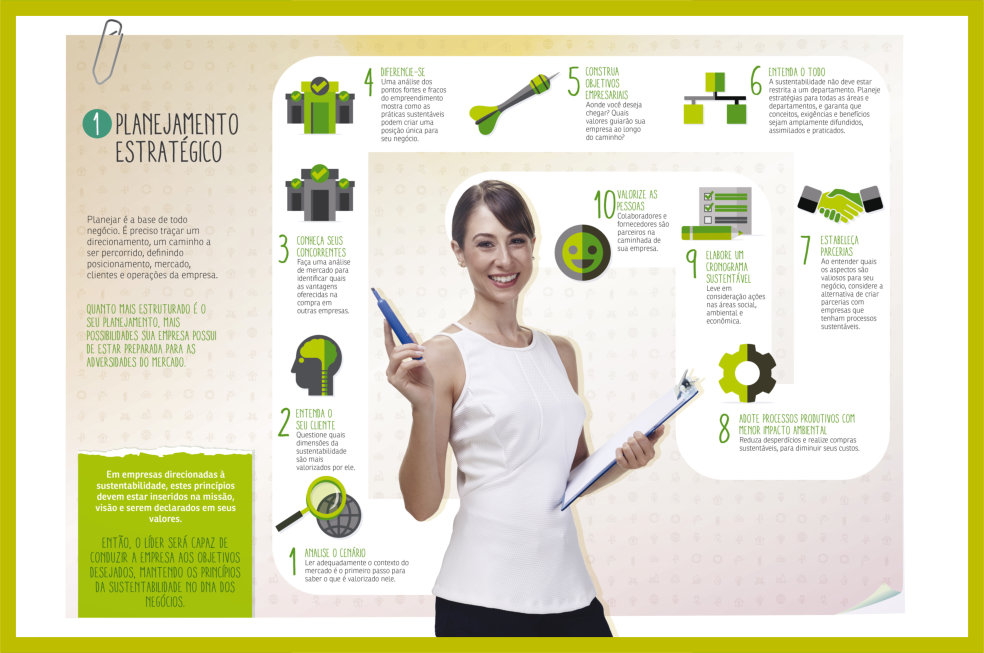 1 PLANEJAMENTO
ESTRATÉGICO
Planejar é a base de todo
negócio. É preciso traçar um
direcionamento, um caminho a
ser percorrido, definindo
posicionamento, mercado,
clientes e operações da empresa.
QUANTO MAIS ESTRUTURADO É O
SEU PLANEJAMENTO, MAIS
POSSIBILIDADES SUA EMPRESA POSSUI
DE ESTAR PREPARADA PARA AS
ADVERSIDADES DO MERCADO.
Em empresas direcionadas à
sustentabilidade, estes princípios
devem estar inseridos na missão,
visão e serem declarados em seus
valores.
ENTÃO, O LÍDER SERÁ CAPAZ DE
CONDUZIR A EMPRESA AOS OBJETIVOS
DESEJADOS, MANTENDO OS PRINCÍPIOS
DA SUSTENTABILIDADE NO DNA DOS
NEGÓCIOS.
1 ANALISE O CENÁRIO
Ler adequadamente o contexto do
mercado é o primeiro passo para
saber o que é valorizado nele.
2 ENTENDA O
SEU CLIENTE
Questione quais
dimensões da
sustentabilidade
são mais
valorizados por ele.
3 CONHEÇA SEUS
CONCORRENTES
Faça uma análise
de mercado para
identificar quais
as vantagens
oferecidas na
compra em
outras empresas.
4 DIFERENCIE-SE
Uma análise dos
pontos fortes e fracos
do empreendimento
mostra como as
práticas sustentáveis
podem criar uma
posição única para
seu negócio.
5 CONSTRUA
OBJETIVOS
EMPRESARIAIS
Aonde você deseja
chegar? Quais
valores guiarão sua
empresa ao longo
do caminho?
6 ENTENDA O TODO
A sustentabilidade não deve estar
restrita a um departamento. Planeje
estratégias para todas as áreas e
departamentos, e garanta que
conceitos, exigências e benefícios
sejam amplamente difundidos,
assimilados e praticados.
7 ESTABELEÇA
PARCERIAS
Ao entender quais
os aspectos são
valiosos para seu
negócio, considere a
alternativa de criar
parcerias com
empresas que
tenham processos
sustentáveis.
8 ADOTE PROCESSOS PRODUTIVOS COM
MENOR IMPACTO AMBIENTAL
Reduza desperdícios e realize compras
sustentáveis, para diminuir seus custos.
9 ELABORE UM
CRONOGRAMA
SUSTENTÁVEL
Leve em
consideração ações
nas áreas social,
ambiental e
econômica.
10 VALORIZE AS
PESSOAS
Colaboradores e
fornecedores são
parceiros na
caminhada de
sua empresa.